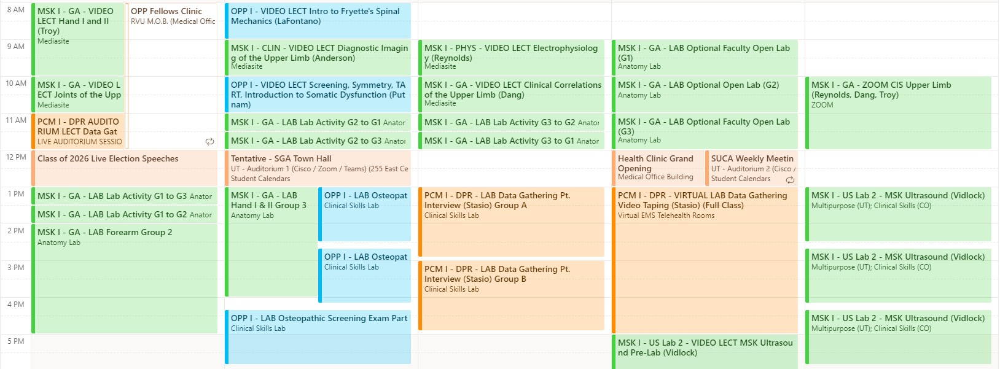 8 AM
9 AM
10 AM
11 AM
12 PM
1 PM
2 PM
3 PM
4 PM
5 PM
MSK I - GA - VIDEO
LECT Hand I and II
(Troy)
Mediasite
OPP Fellows Clinic
RVU M.O.B. (Medical Offic
MSK I - GA - VIDEO L
ECT Joints of the Upp
Mediasite
PCM I - DPR AUDITO
RIUM LECT Data Gat
LIVE AUDITORIUM SESSIO
Class of 2026 Live Election Speeches
MSK I - GA - LAB Lab Activity G1 to G3 Anator
MSK I - GA - LAB Lab Activity G1 to G2 Anator
MSK I - GA - LAB Forearm Group 2
Anatomy Lab
OPP I - VIDEO LECT Intro to Fryette's Spinal
Mechanics (LaFontano)
MSK I - CLIN - VIDEO LECT Diagnostic Imagin
g of the Upper Limb (Anderson)
Mediasite
OPP I - VIDEO LECT Screening, Symmetry, TA
RT, Introduction to Somatic Dysfunction (Put
nam)
MSK I - GA - LAB Lab Activity G2 to G1 Anator
MSK I - GA - LAB Lab Activity G2 to G3 Anator
Tentative - SGA Town Hall
UT - Auditorium 1 (Cisco / Zoom / Teams) (255 East Ce
Student Calendars
MSK I - GA - LAB
Hand I & II Group 3
Anatomy Lab
OPP I - LAB Osteopat
Clinical Skills Lab
OPP I - LAB Osteopat
Clinical Skills Lab
OPP I - LAB Osteopathic Screening Exam Part
Clinical Skills Lab
MSK I - PHYS - VIDEO LECT Electrophysiolog
y (Reynolds)
Mediasite
MSK I - GA - VIDEO LECT Clinical Correlations
of the Upper Limb (Dang)
Mediasite
MSK I - GA - LAB Lab Activity G3 to G2 Anator
MSK I - GA - LAB Lab Activity G3 to G1 Anator
PCM I - DPR - LAB Data Gathering Pt.
Interview (Stasio) Group A
Clinical Skills Lab
PCM I - DPR - LAB Data Gathering Pt.
Interview (Stasio) Group B
Clinical Skills Lab
MSK I - GA - LAB Optional Faculty Open Lab
(G1)
Anatomy Lab
MSK I - GA - LAB Optional Open Lab (G2)
Anatomy Lab
MSK I - GA - LAB Optional Faculty Open Lab
(G3)
Anatomy Lab
Health Clinic Grand
Opening
Medical Office Building
SUCA Weekly Meetin
UT - Auditorium 2 (Cisco /
Student Calendars
PCM I - DPR - VIRTUAL LAB Data Gathering
Video Taping (Stasio) (Full Class)
Virtual EMS Telehealth Rooms
MSK I - US Lab 2 - VIDEO LECT MSK Ultrasou
nd Pre-Lab (Vidlock)
MSK I - GA - ZOOM CIS Upper Limb
(Reynolds, Dang, Troy)
ZOOM
MSK I - US Lab 2 - MSK Ultrasound (Vidlock)
Multipurpose (UT); Clinical Skills (CO)
MSK I - US Lab 2 - MSK Ultrasound (Vidlock)
Multipurpose (UT); Clinical Skills (CO)
MSK I - US Lab 2 - MSK Ultrasound (Vidlock)
Multipurpose (UT); Clinical Skills (CO)